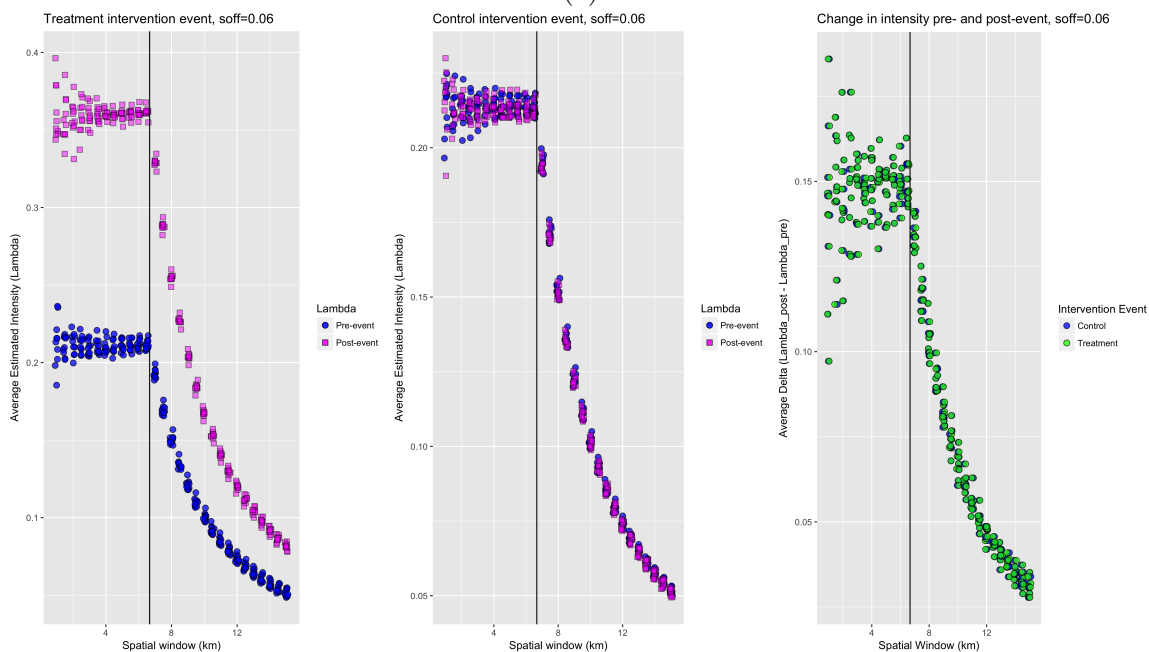 Treatment intervention event, soff=0.06
Average Estimated Intensity (Lambda)
0.4
0.3
0.2
0.1
4 8 12
Spatial window (km)
Lambda
Pre-event
Post-event
Control intervention event, soff=0.06
Average Estimated Intensity (Lambda)
0.20
0.15
0.10
0.05
4 8 12
Spatial window (km)
Lambda
Pre-event
Post-event
Change in intensity pre- and post-event, soff=0.06
Average Delta (Lambda_post - Lambda_pre)
0.15
0.10
0.05
4 8 12
Spatial Window (km)
Intervention Event
Control
Treatment